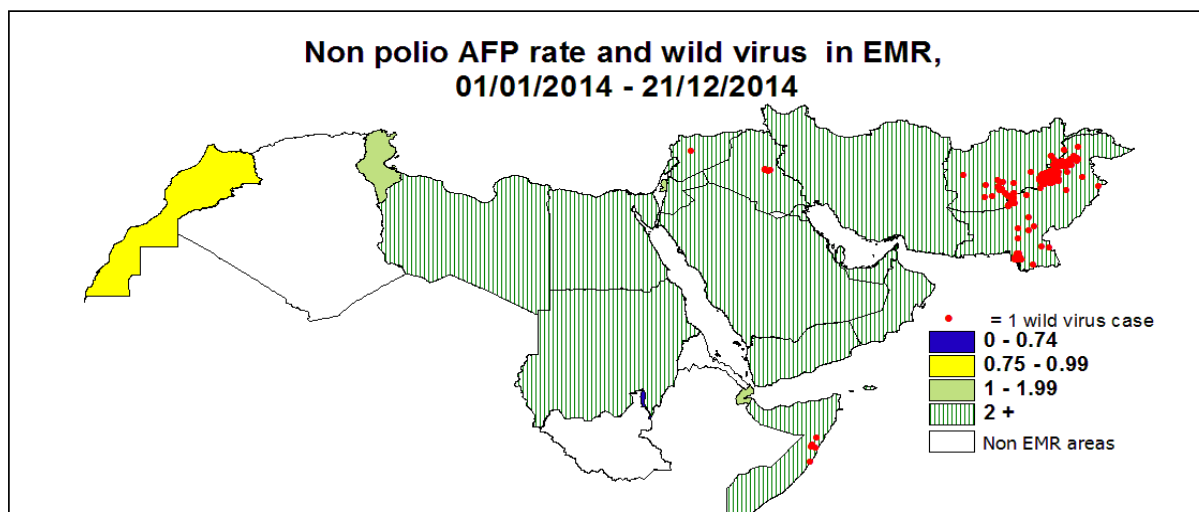 Non polio AFP rate and wild virus in EMR,
01/01/2014 - 21/12/2014
= 1 wild virus case
0 - 0.74
0.75 - 0.99
1 - 1.99
2 +
Non EMR areas